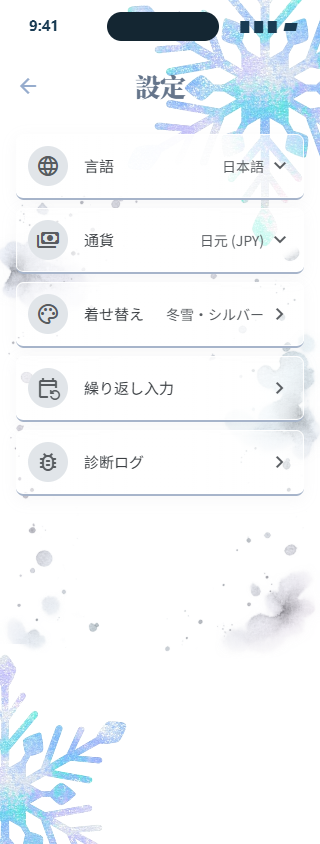 9:41
設定
言語 日本語
通貨 日元 (JPY)
着せ替え 冬雪・シルバー
繰り返し入力
診断ログ